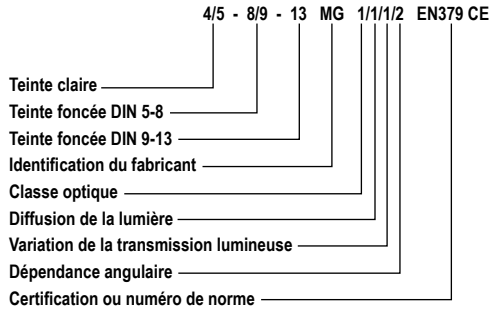 4/5 - 8/9 - 13 MG 1/1/1/2 EN379 CE
Teinte claire
Teinte foncée DIN 5-8
Teinte foncée DIN 9-13
Identification du fabricant
Classe optique
Diffusion de la lumière
Variation de la transmission lumineuse
Dépendance angulaire
Certification ou numéro de norme